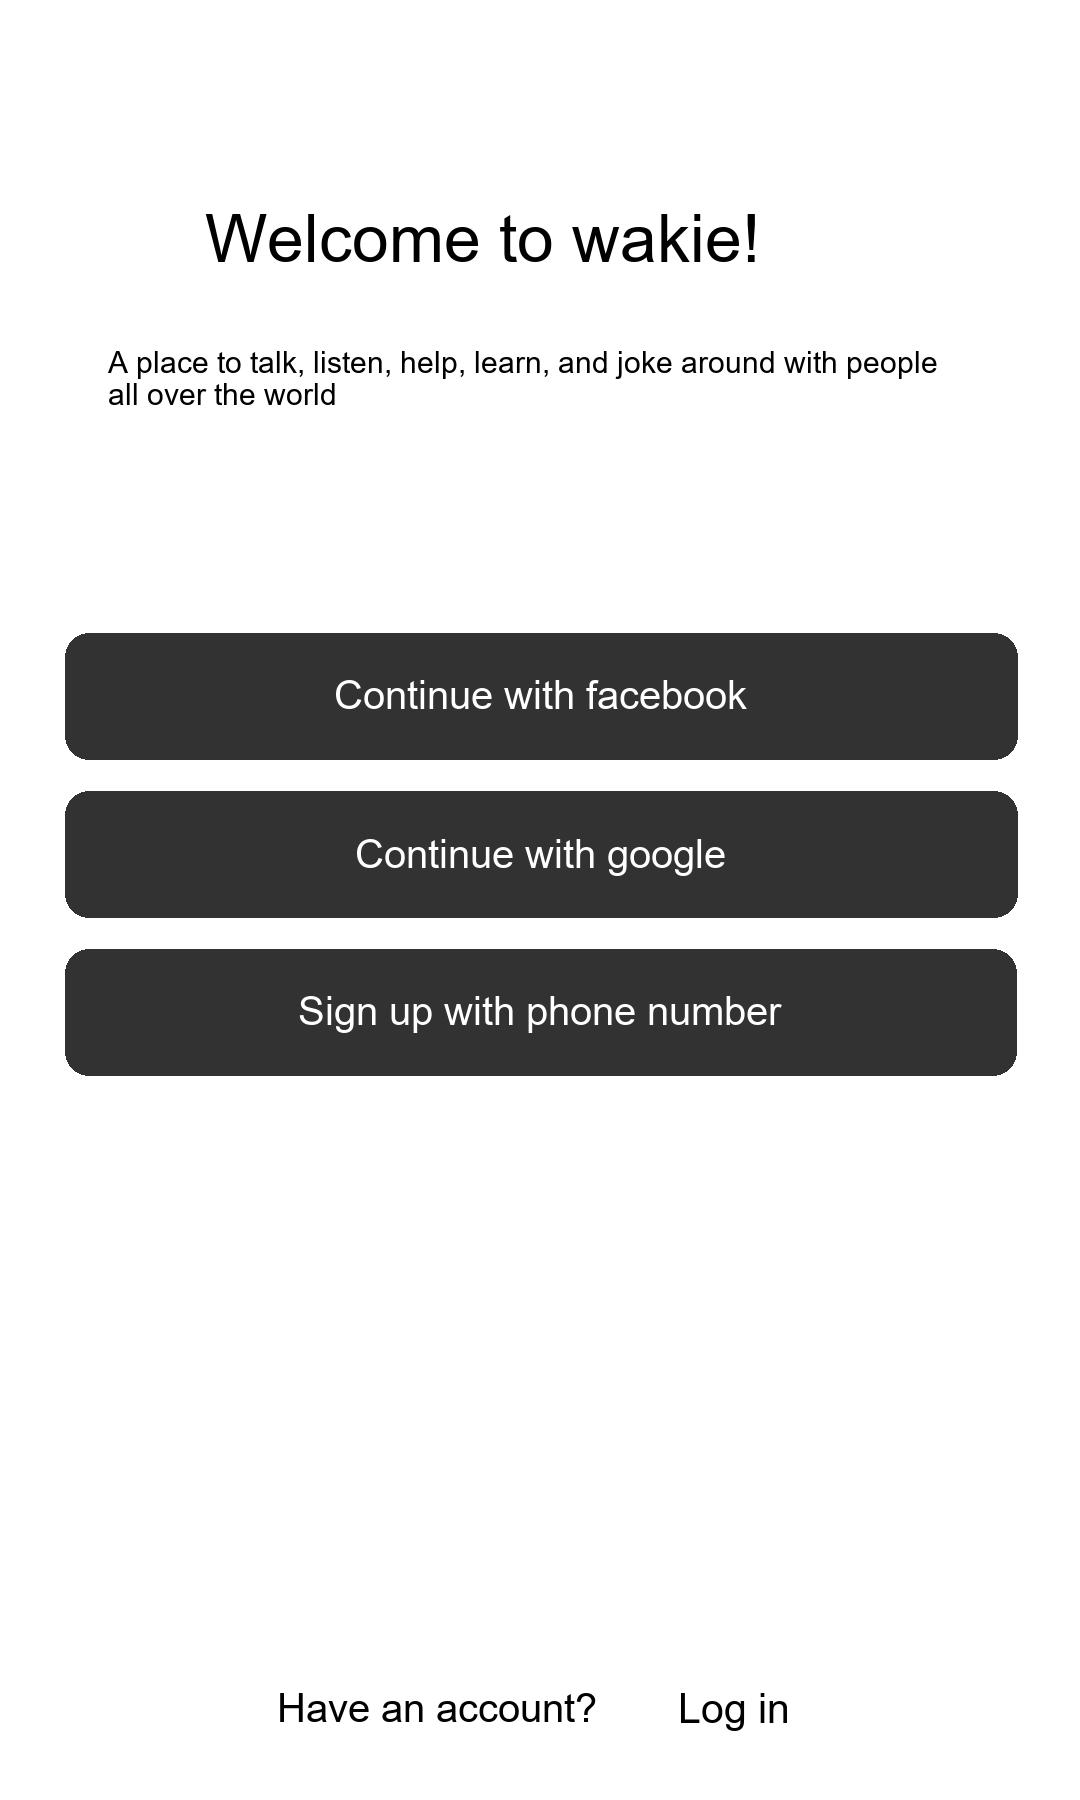 Welcome to wakie!
A place to talk, listen, help, learn, and joke around with people
all over the world
Continue with facebook
Continue with google
Sign up with phone number
Have an account? Log in